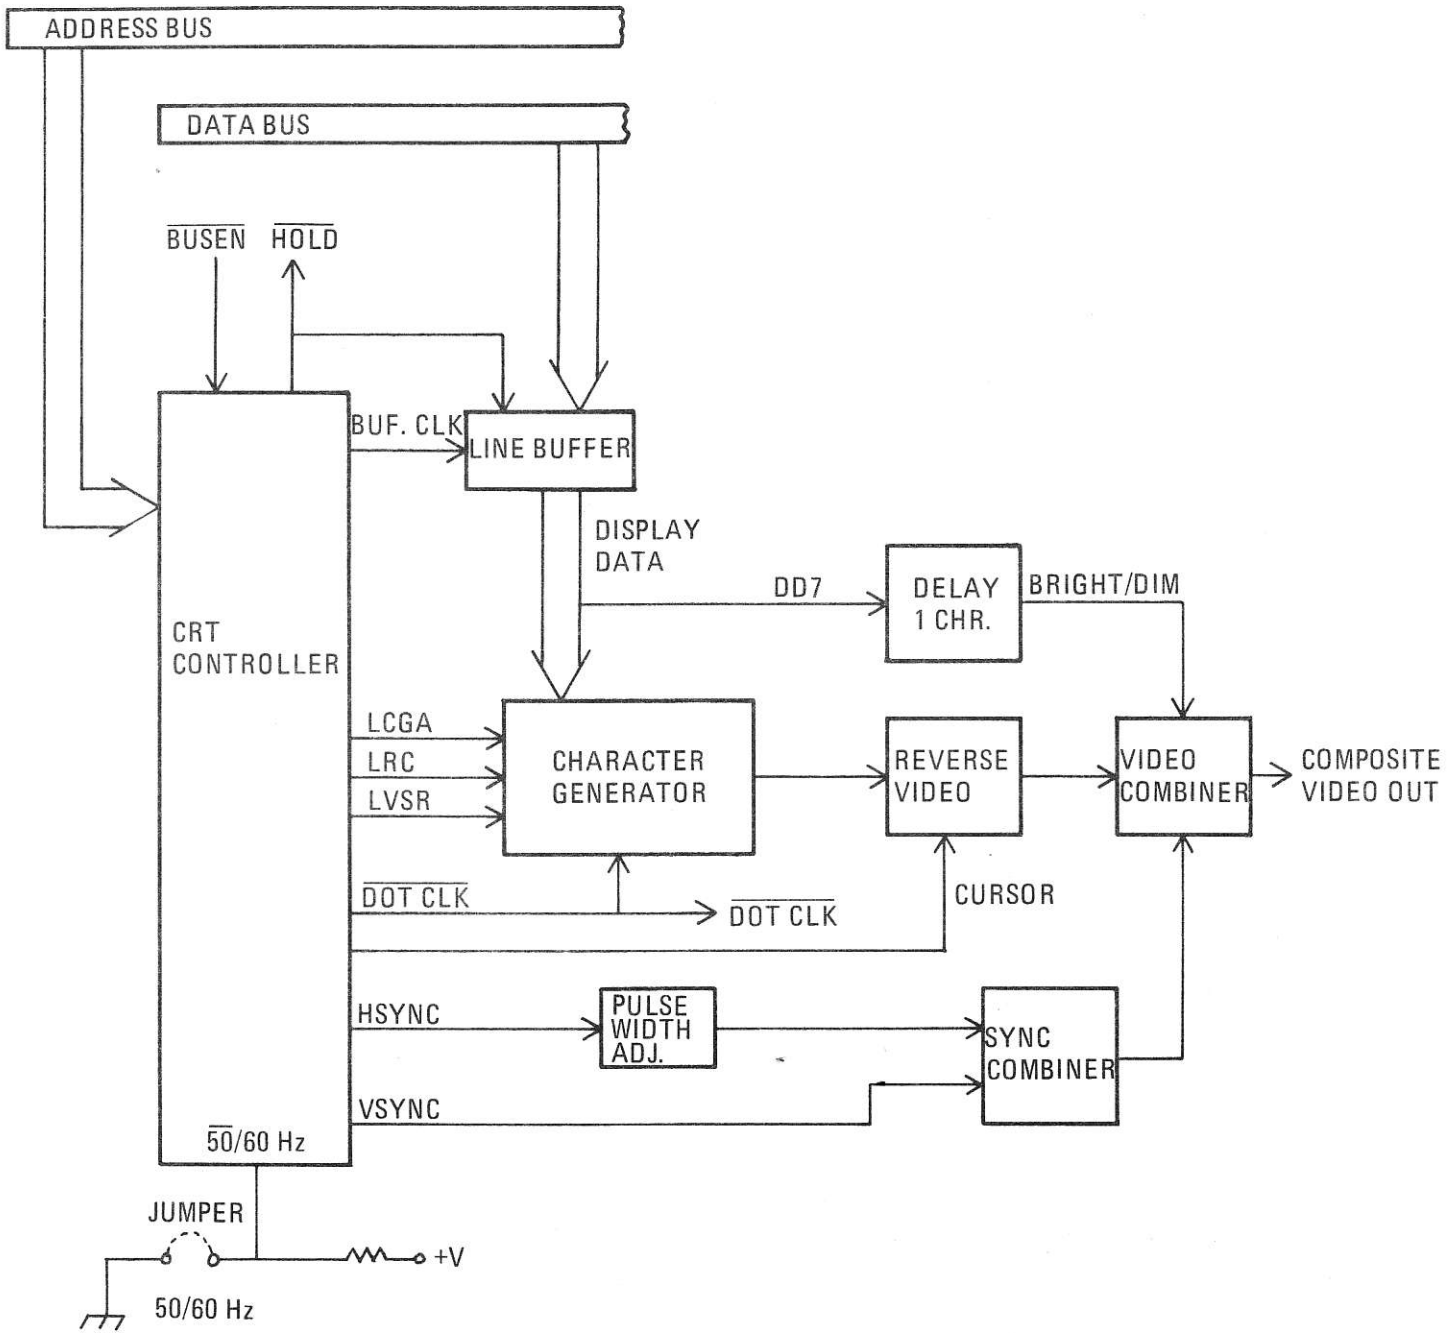 ADDRESS BUS
DATA BUS
BUSEN HOLD
BUF. CLK
LINE BUFFER
DISPLAY
DATA
DD7
DELAY
1 CHR.
BRIGHT/DIM
CRT
CONTROLLER
LCGA
LRC
LVSR
CHARACTER
GENERATOR
REVERSE
VIDEO
VIDEO
COMBINER
COMPOSITE
VIDEO OUT
DOT CLK
DOT CLK
CURSOR
HSYNC
PULSE
WIDTH
ADJ.
SYNC
COMBINER
VSYNC
50/60 Hz
JUMPER
+V
50/60 Hz